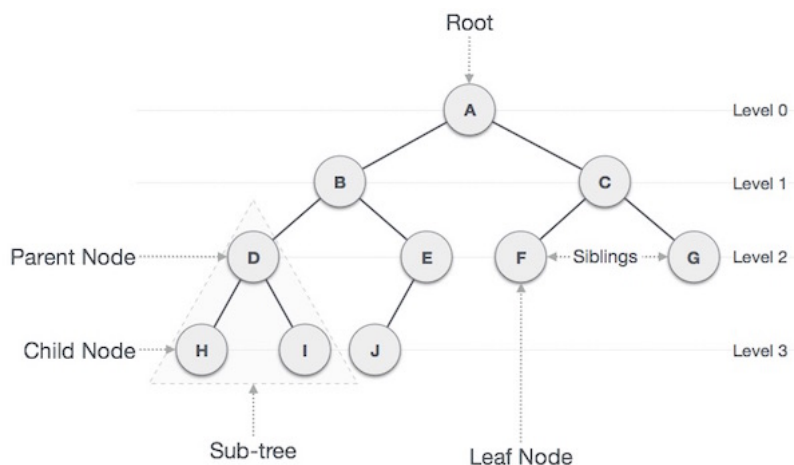 Root
A
Level 0
B
C
Level 1
Parent Node
D
E
F
Siblings
G
Level 2
Child Node
H
I
J
Level 3
Sub-tree
Leaf Node